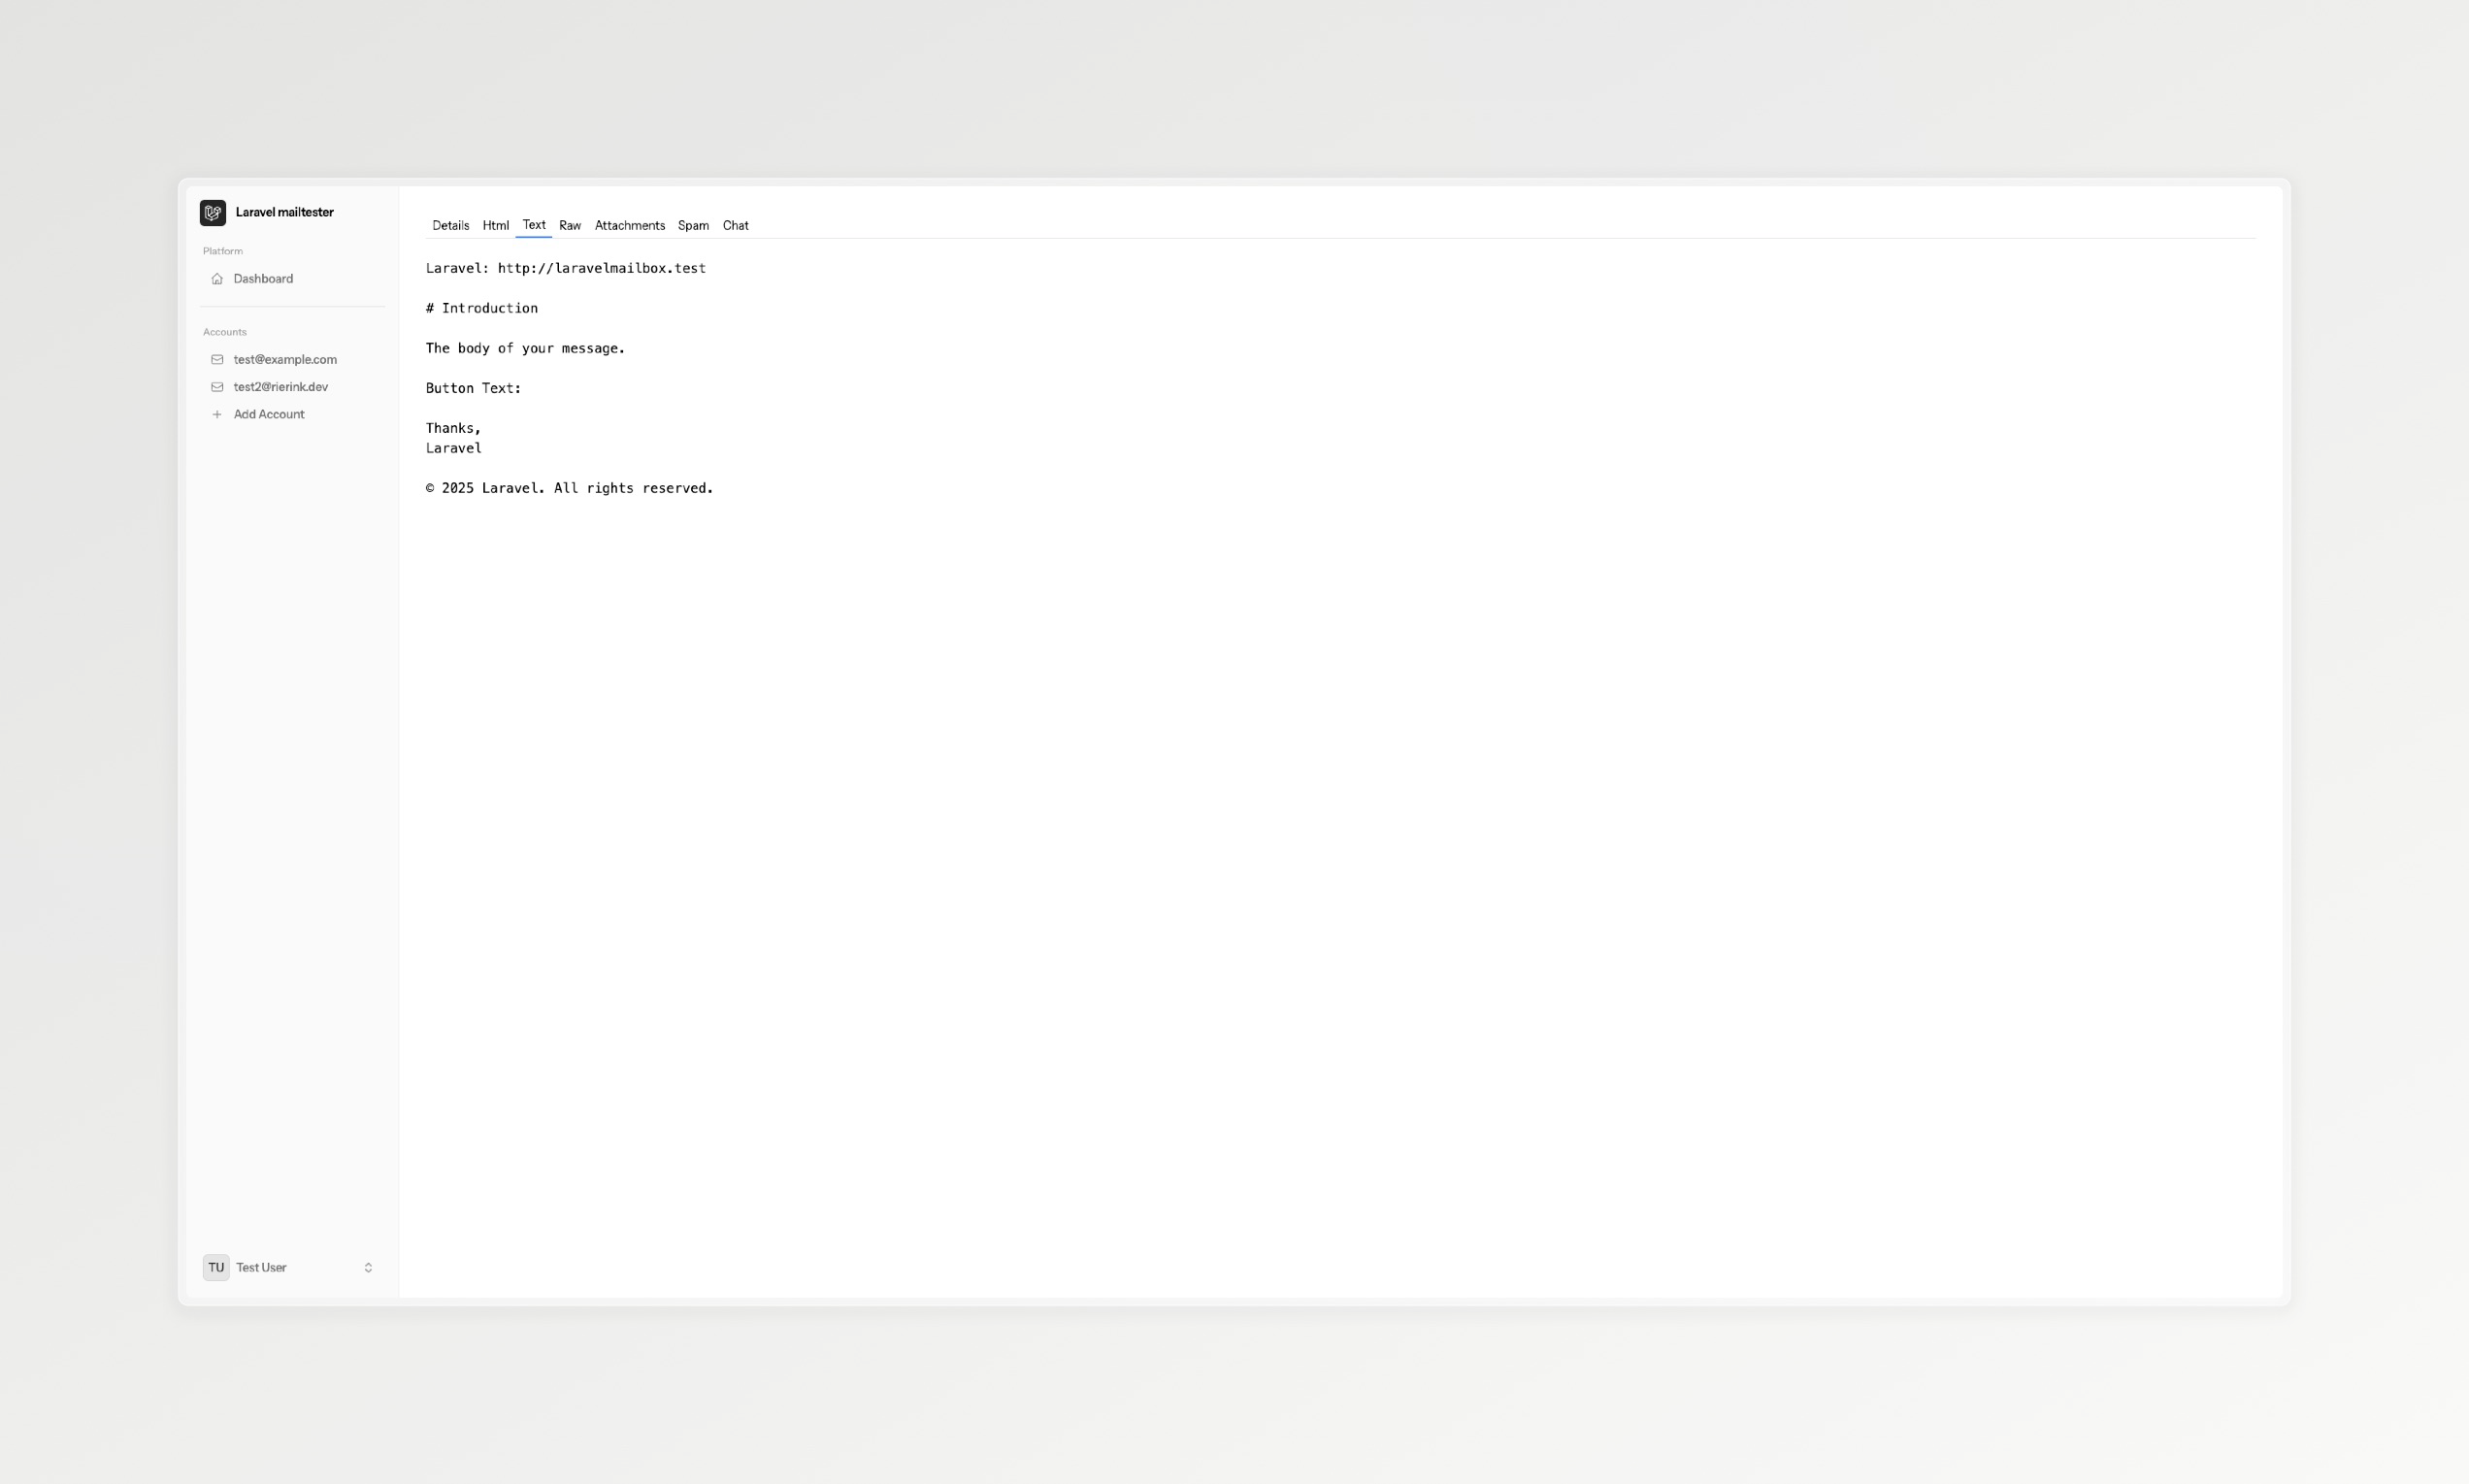 Laravel mailtester
Platform
Dashboard
Accounts
test@example.com
test2@rierink.dev
Add Account
TU Test User
Details Html Text Raw Attachments Spam Chat
Laravel: http://laravelmailbox.test
# Introduction
The body of your message.
Button Text:
Thanks,
Laravel
© 2025 Laravel. All rights reserved.